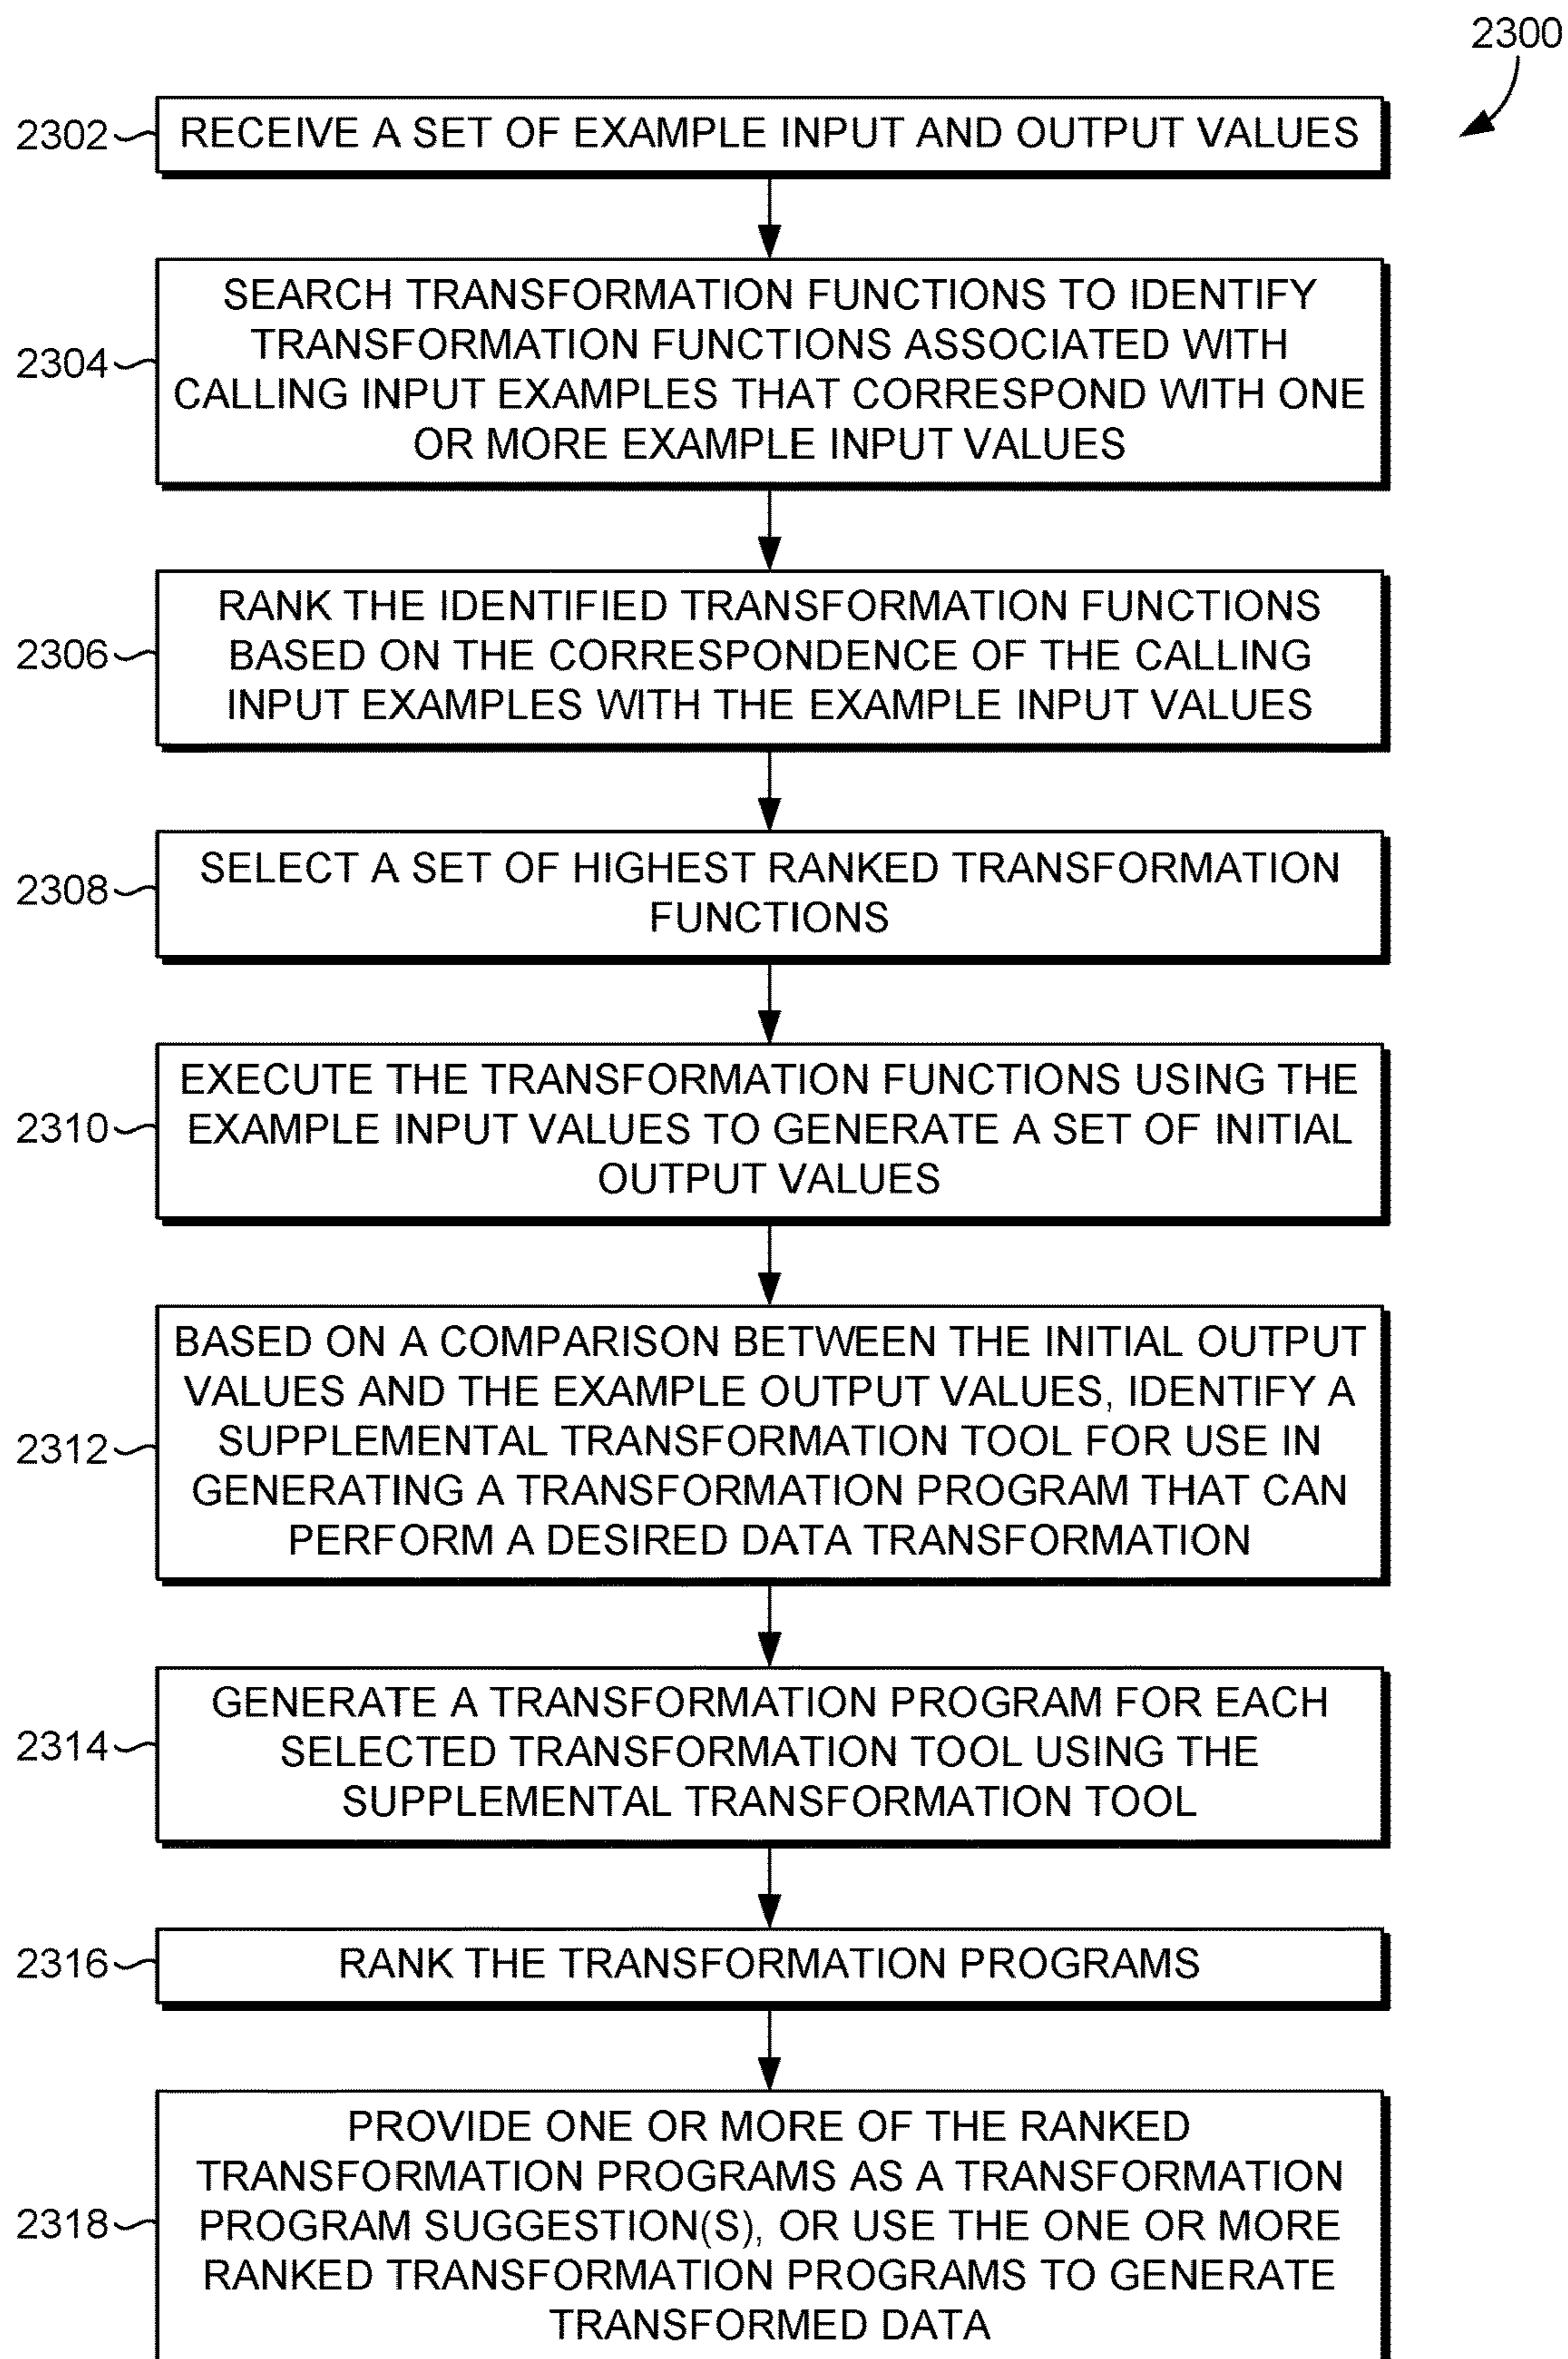 2300
2302
RECEIVE A SET OF EXAMPLE INPUT AND OUTPUT VALUES
2304
SEARCH TRANSFORMATION FUNCTIONS TO IDENTIFY
TRANSFORMATION FUNCTIONS ASSOCIATED WITH
CALLING INPUT EXAMPLES THAT CORRESPOND WITH ONE
OR MORE EXAMPLE INPUT VALUES
2306
RANK THE IDENTIFIED TRANSFORMATION FUNCTIONS
BASED ON THE CORRESPONDENCE OF THE CALLING
INPUT EXAMPLES WITH THE EXAMPLE INPUT VALUES
2308
SELECT A SET OF HIGHEST RANKED TRANSFORMATION
FUNCTIONS
2310
EXECUTE THE TRANSFORMATION FUNCTIONS USING THE
EXAMPLE INPUT VALUES TO GENERATE A SET OF INITIAL
OUTPUT VALUES
2312
BASED ON A COMPARISON BETWEEN THE INITIAL OUTPUT
VALUES AND THE EXAMPLE OUTPUT VALUES, IDENTIFY A
SUPPLEMENTAL TRANSFORMATION TOOL FOR USE IN
GENERATING A TRANSFORMATION PROGRAM THAT CAN
PERFORM A DESIRED DATA TRANSFORMATION
2314
GENERATE A TRANSFORMATION PROGRAM FOR EACH
SELECTED TRANSFORMATION TOOL USING THE
SUPPLEMENTAL TRANSFORMATION TOOL
2316
RANK THE TRANSFORMATION PROGRAMS
2318
PROVIDE ONE OR MORE OF THE RANKED
TRANSFORMATION PROGRAMS AS A TRANSFORMATION
PROGRAM SUGGESTION(S), OR USE THE ONE OR MORE
RANKED TRANSFORMATION PROGRAMS TO GENERATE
TRANSFORMED DATA